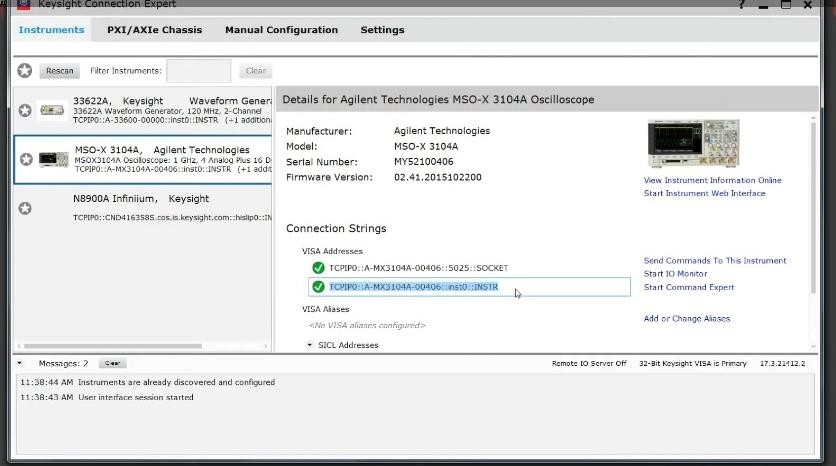 Keysight Connection Expert
?
Instruments PXI/AXIe Chassis Manual Configuration Settings
Rescan Filter Instruments: Clear
33622A, Keysight Waveform Gener
33622A Waveform Generator, 120 MHz, 2-Channel
TCPIP0::A-33600-00000::inst0::INSTR (+1 addition
MSO-X 3104A, Agilent Technologies
MSOX3104A Oscilloscope: 1 GHz, 4 Analog Plus 16 D
TCPIP0::A-MX3104A-00406::inst0::INSTR (+1 addit
N8900A Infiniium, Keysight
TCPIP0::CND416358S.cos.is.keysight.com::hislip0::IN
Details for Agilent Technologies MSO-X 3104A Oscilloscope
Manufacturer: Agilent Technologies
Model: MSO-X 3104A
Serial Number: MY52100406
Firmware Version: 02.41.2015102200
View Instrument Information Online
Start Instrument Web Interface
Connection Strings
VISA Addresses
TCPIP0::A-MX3104A-00406::5025::SOCKET
TCPIP0::A-MX3104A-00406::inst0::INSTR
Send Commands To This Instrument
Start IO Monitor
Start Command Expert
VISA Aliases
<No VISA aliases configured>
Add or Change Aliases
SICL Addresses
Messages: 2 Clear
Remote IO Server Off 32-Bit Keysight VISA is Primary 17.3.21412.2
11:38:44 AM Instruments are already discovered and configured
11:38:43 AM User interface session started